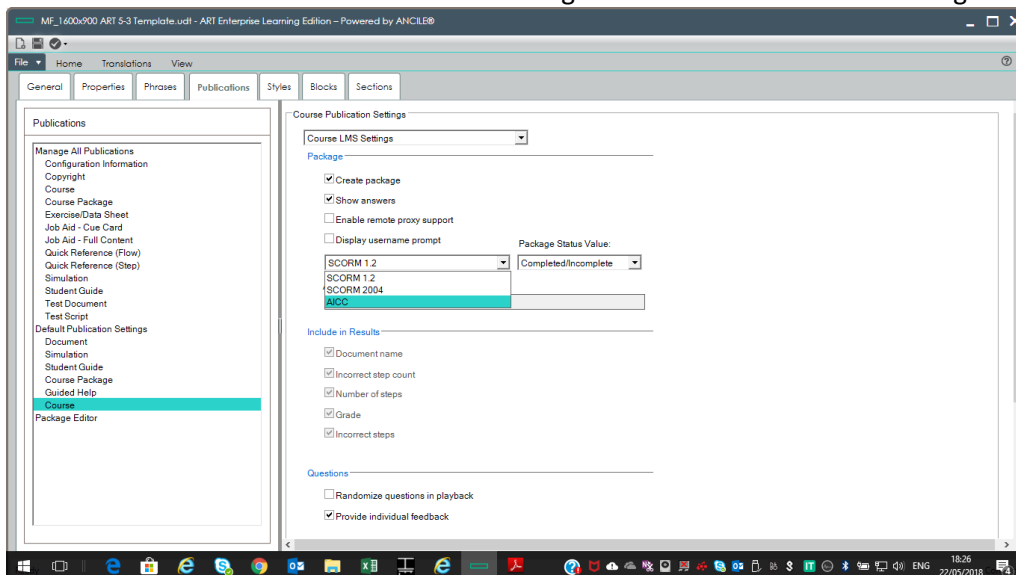 MF_1600x900 ART 5-3 Template.udt - ART Enterprise Learning Edition – Powered by ANCILE®
File Home Translations View
General Properties Phrases Publications Styles Blocks Sections
Publications
Manage All Publications
Configuration Information
Copyright
Course
Course Package
Exercise/Data Sheet
Job Aid - Cue Card
Job Aid - Full Content
Quick Reference (Flow)
Quick Reference (Step)
Simulation
Student Guide
Test Document
Test Script
Default Publication Settings
Document
Simulation
Student Guide
Course Package
Guided Help
Course
Package Editor
Course Publication Settings
Course LMS Settings
Package
Create package
Show answers
Enable remote proxy support
Display username prompt
Package Status Value:
SCORM 1.2 Completed/Incomplete
SCORM 1.2
SCORM 2004
AICC
Include in Results
Document name
Incorrect step count
Number of steps
Grade
Incorrect steps
Questions
Randomize questions in playback
Provide individual feedback
ENG
18:26
22/05/2018